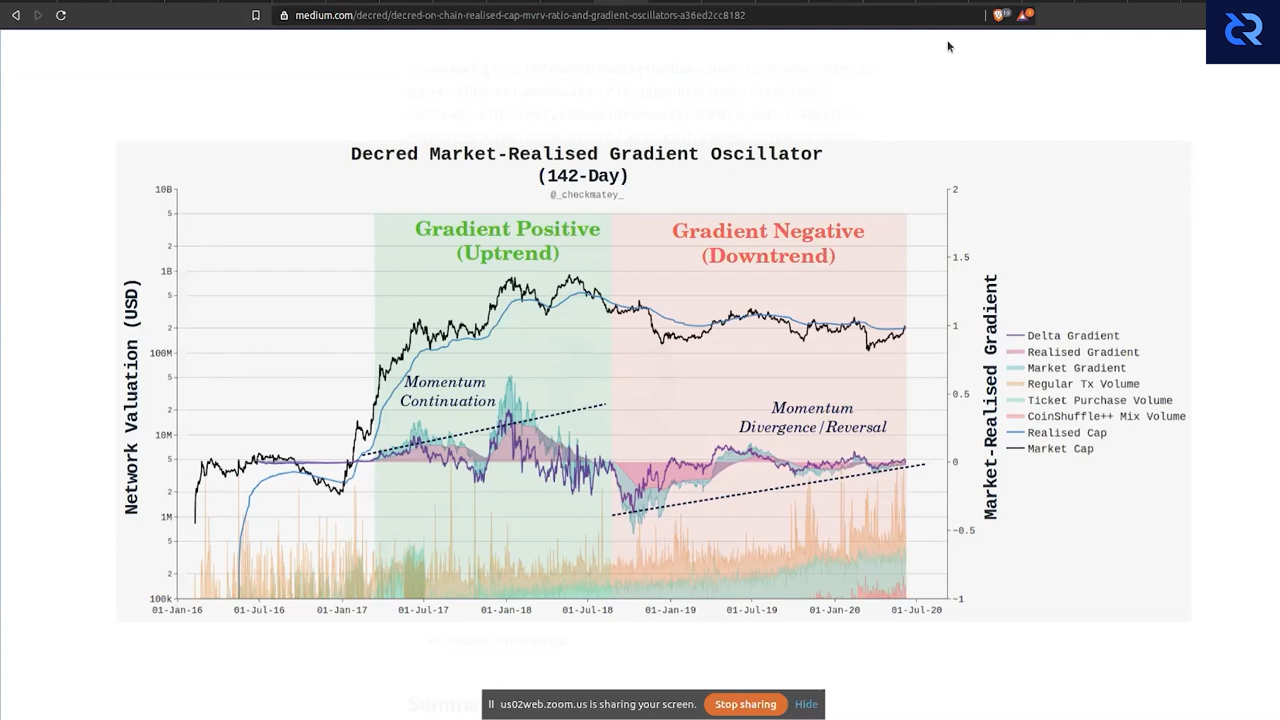 medium.com/decred/decred-on-chain-realised-cap-mvrv-ratio-and-gradient-oscillators-a36ed2cc8182
Decred Market-Realised Gradient Oscillator
(142-Day)
@_checkmatey_
Gradient Positive
(Uptrend)
Gradient Negative
(Downtrend)
Momentum
Continuation
Momentum
Divergence/Reversal
Network Valuation (USD)
10B
5
2
1B
5
2
100M
5
2
10M
5
2
1M
5
2
100k
2
1.5
1
0.5
0
−0.5
−1
Market-Realised Gradient
01-Jan-16
01-Jul-16
01-Jan-17
01-Jul-17
01-Jan-18
01-Jul-18
01-Jan-19
01-Jul-19
01-Jan-20
01-Jul-20
Delta Gradient
Realised Gradient
Market Gradient
Regular Tx Volume
Ticket Purchase Volume
CoinShuffle++ Mix Volume
Realised Cap
Market Cap
us02web.zoom.us is sharing your screen.
Stop sharing
Hide